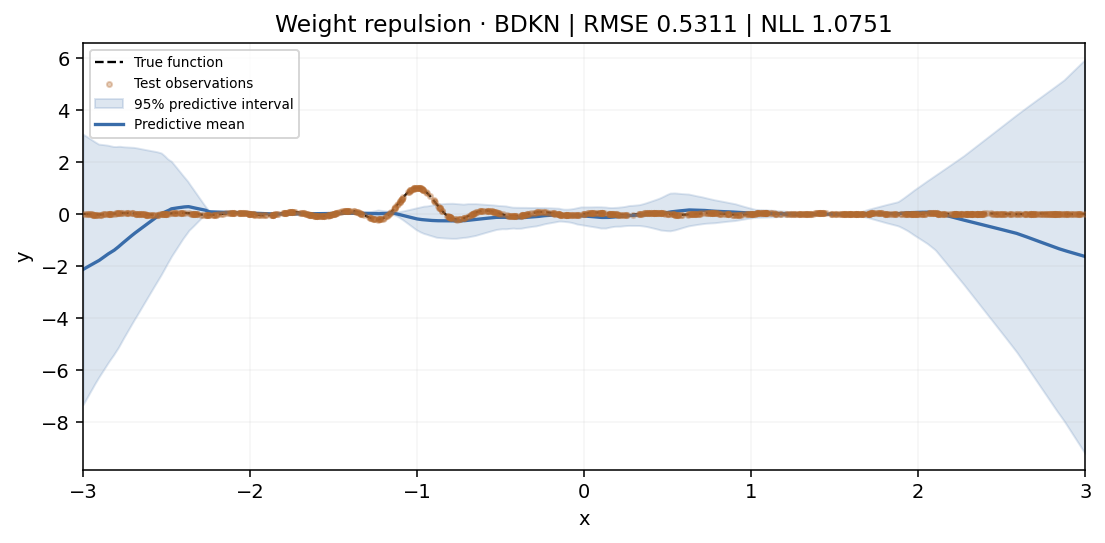 Weight repulsion · BDKN | RMSE 0.5311 | NLL 1.0751
True function
Test observations
95% predictive interval
Predictive mean
6
4
2
0
−2
−4
−6
−8
y
−3
−2
−1
0
1
2
3
x